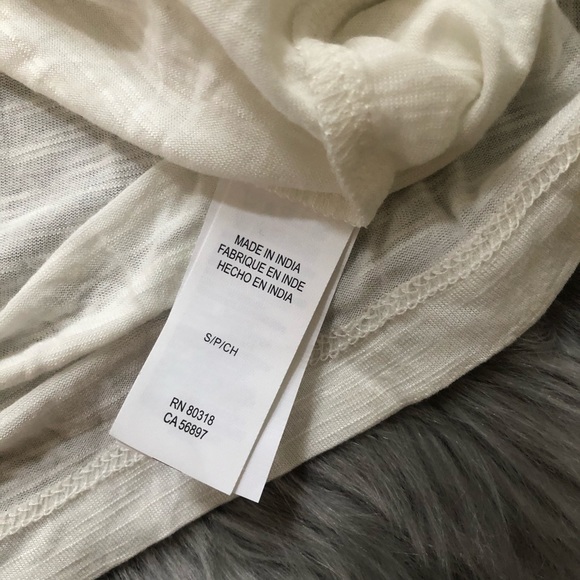 MADE IN INDIA
FABRIQUE EN INDE
HECHO EN INDIA
S/P/CH
RN 80318
CA 56897